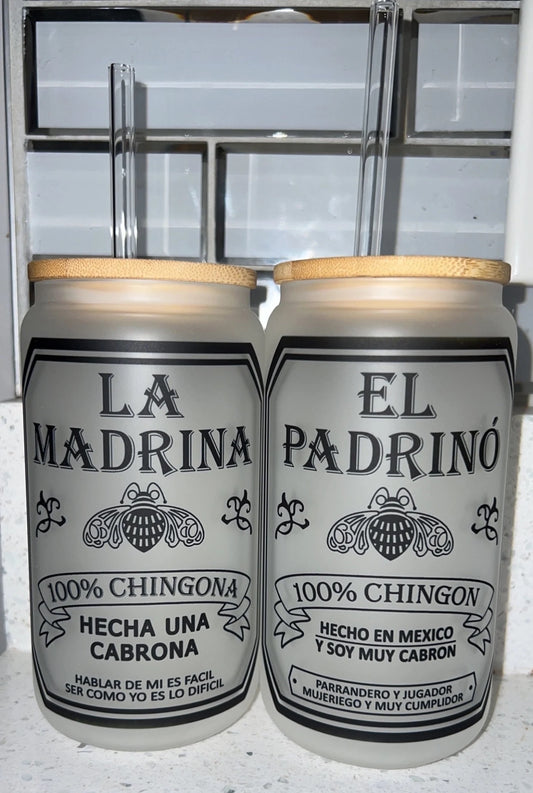 LA
MADRINA
100% CHINGONA
HECHA UNA
CABRONA
HABLAR DE MI ES FACIL
SER COMO YO ES LO DIFICIL
EL
PADRINÓ
100% CHINGON
HECHO EN MEXICO
Y SOY MUY CABRON
PARRANDERO Y JUGADOR
MUJERIEGO Y MUY CUMPLIDOR